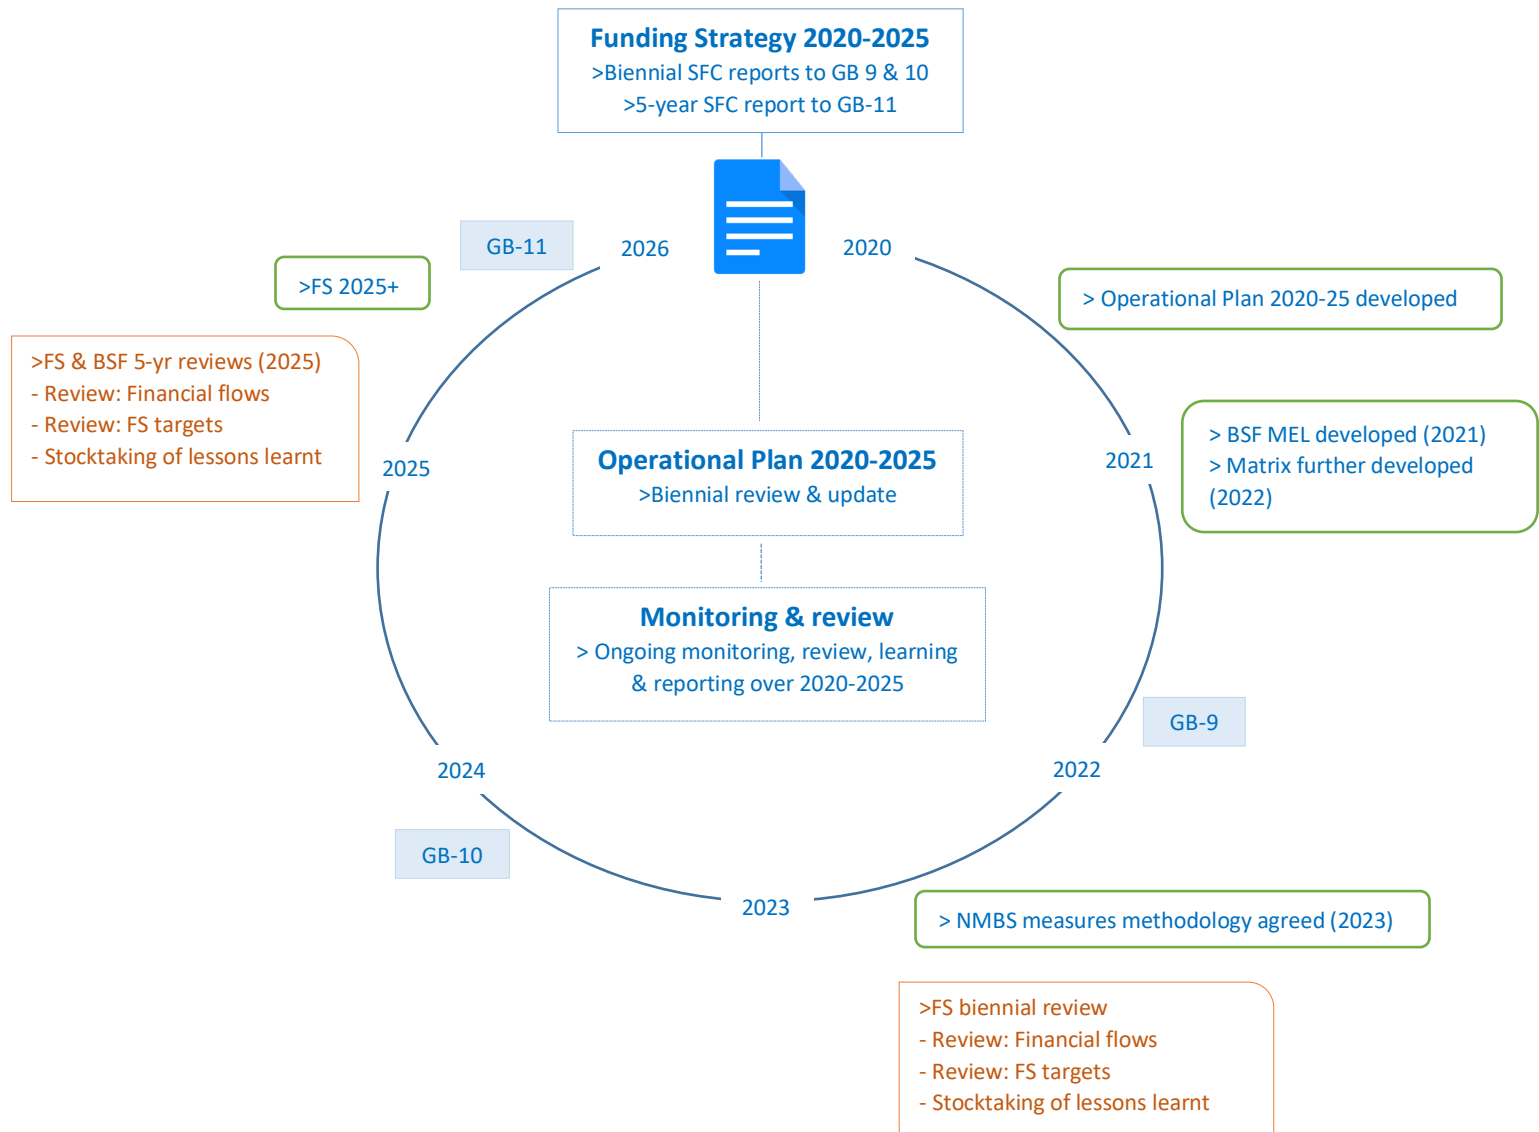 Funding Strategy 2020-2025
>Biennial SFC reports to GB 9 & 10
>5-year SFC report to GB-11
GB-11
2026
2020
>FS 2025+
> Operational Plan 2020-25 developed
>FS & BSF 5-yr reviews (2025)
- Review: Financial flows
- Review: FS targets
- Stocktaking of lessons learnt
2025
Operational Plan 2020-2025
>Biennial review & update
2021
> BSF MEL developed (2021)
> Matrix further developed
(2022)
Monitoring & review
> Ongoing monitoring, review, learning
& reporting over 2020-2025
GB-9
2024
2022
GB-10
2023
> NMBS measures methodology agreed (2023)
>FS biennial review
- Review: Financial flows
- Review: FS targets
- Stocktaking of lessons learnt